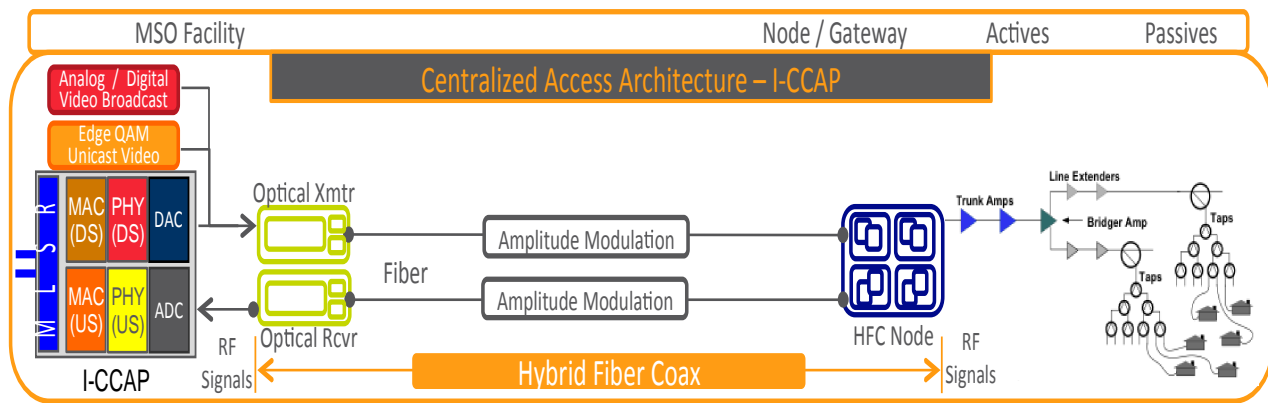 MSO Facility
Node / Gateway
Actives
Passives
Centralized Access Architecture – I-CCAP
Analog / Digital
Video Broadcast
Edge QAM
Unicast Video
M L S R
MAC
(DS)
PHY
(DS)
DAC
MAC
(US)
PHY
(US)
ADC
I-CCAP
RF
Signals
Optical Xmtr
Fiber
Optical Rcvr
Amplitude Modulation
Amplitude Modulation
Hybrid Fiber Coax
HFC Node
RF
Signals
Trunk Amps
Line Extenders
Bridger Amp
Taps
Taps